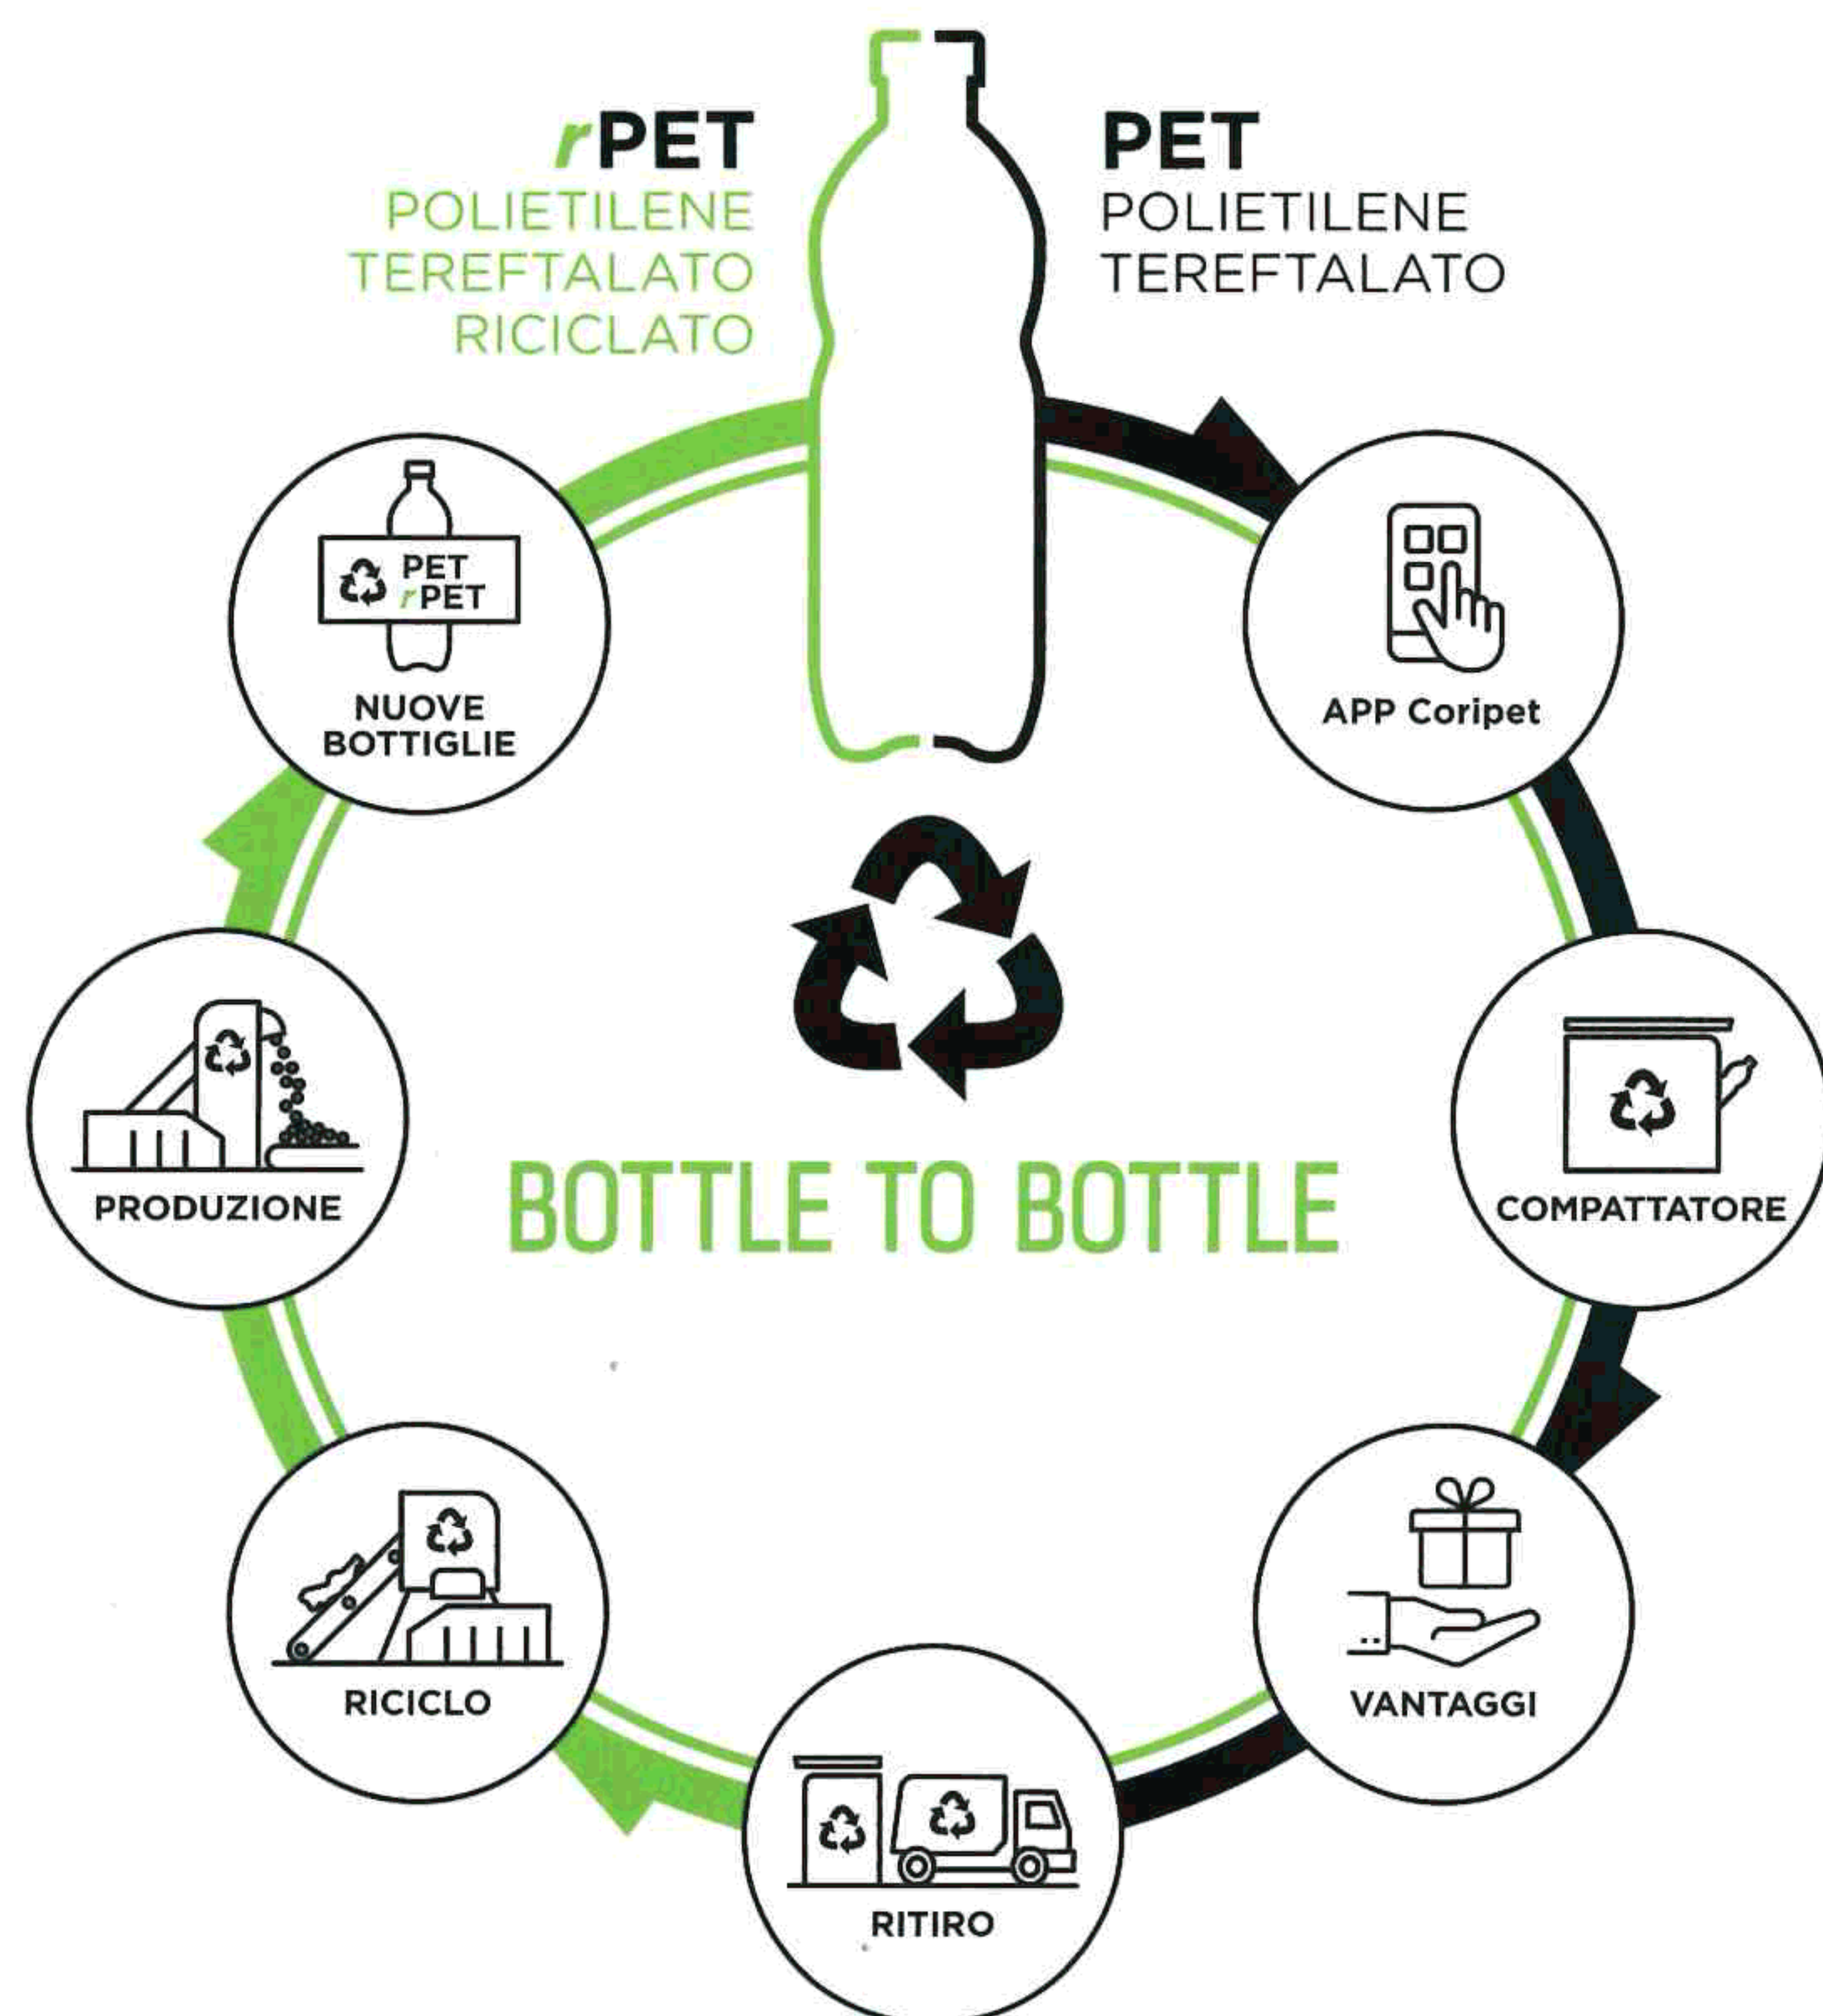 rPET
POLIETILENE
TEREFTALATO
RICICLATO
PET
POLIETILENE
TEREFTALATO
APP Coripet
COMPATTATORE
VANTAGGI
RITIRO
RICICLO
PRODUZIONE
PET
rPET
NUOVE
BOTTIGLIE
BOTTLE TO BOTTLE